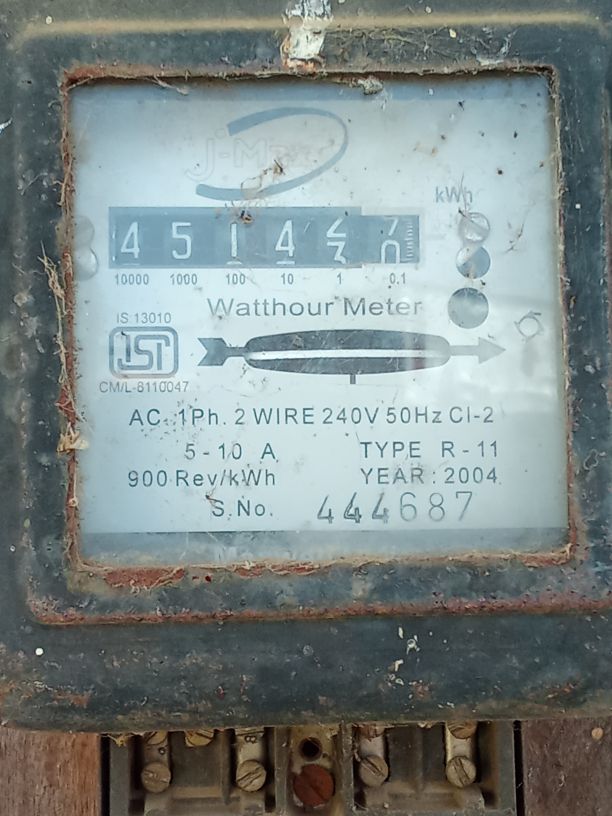 J-Max
kWh
4 5 1 4
10000 1000 100 10 1 0.1
Watthour Meter
IS 13010
ISI
CM/L-8110047
AC 1Ph. 2 WIRE 240V 50Hz Cl-2
5-10 A TYPE R-11
900 Rev/kWh YEAR: 2004
S.No. 444687